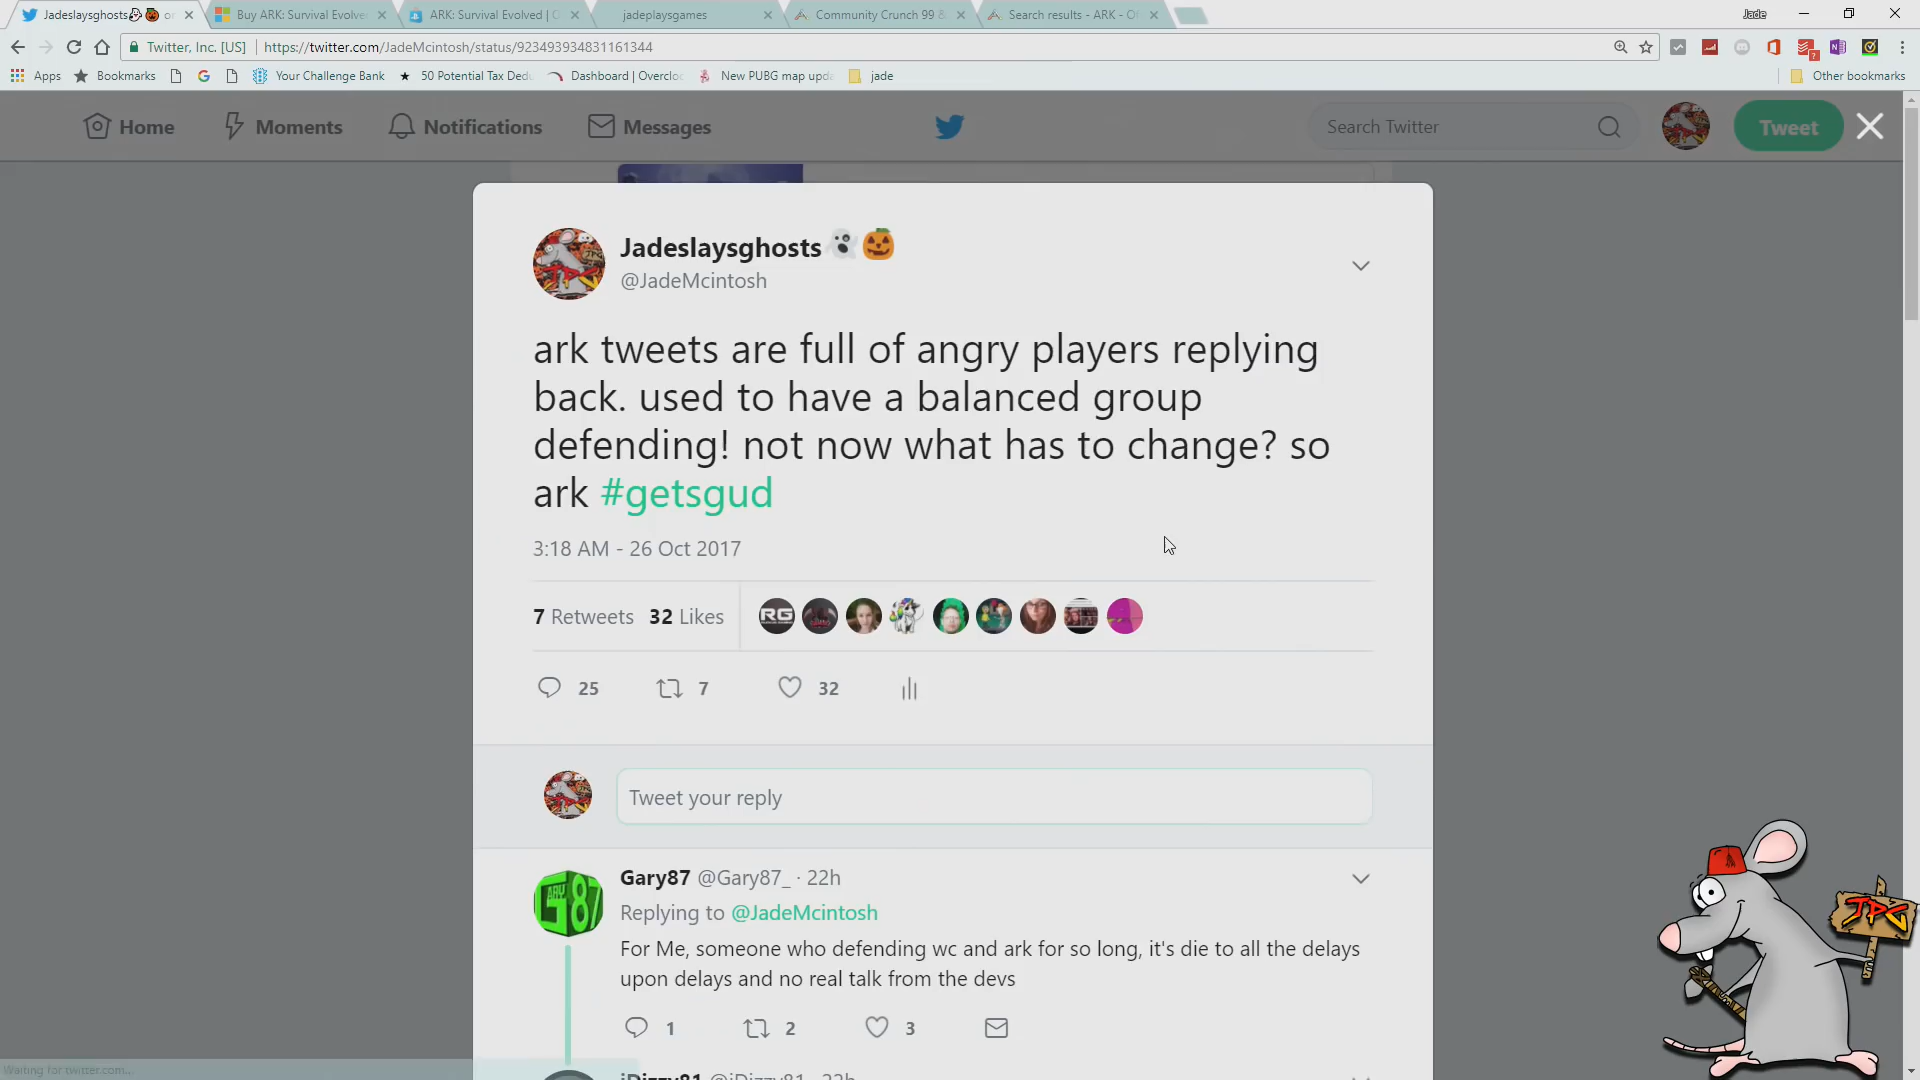 Jadeslaysghosts or
Buy ARK: Survival Evolve
ARK: Survival Evolved | O
jadeplaysgames
Community Crunch 99 &
Search results - ARK - O
Jade
Twitter, Inc. [US] | https://twitter.com/JadeMcintosh/status/923493934831161344
Apps Bookmarks Your Challenge Bank 50 Potential Tax Dedu Dashboard | Overcloc New PUBG map upda jade Other bookmarks
Home Moments Notifications Messages Search Twitter Tweet
Jadeslaysghosts👻🎃
@JadeMcintosh
ark tweets are full of angry players replying
back. used to have a balanced group
defending! not now what has to change? so
ark #getsgud
3:18 AM - 26 Oct 2017
7 Retweets 32 Likes
RG
25 7 32
Tweet your reply
Gary87 @Gary87_ · 22h
Replying to @JadeMcintosh
For Me, someone who defending wc and ark for so long, it's die to all the delays
upon delays and no real talk from the devs
1 2 3
iDizzy81 @iDizzy81 · 22h
JPG
Waiting for twitter.com...